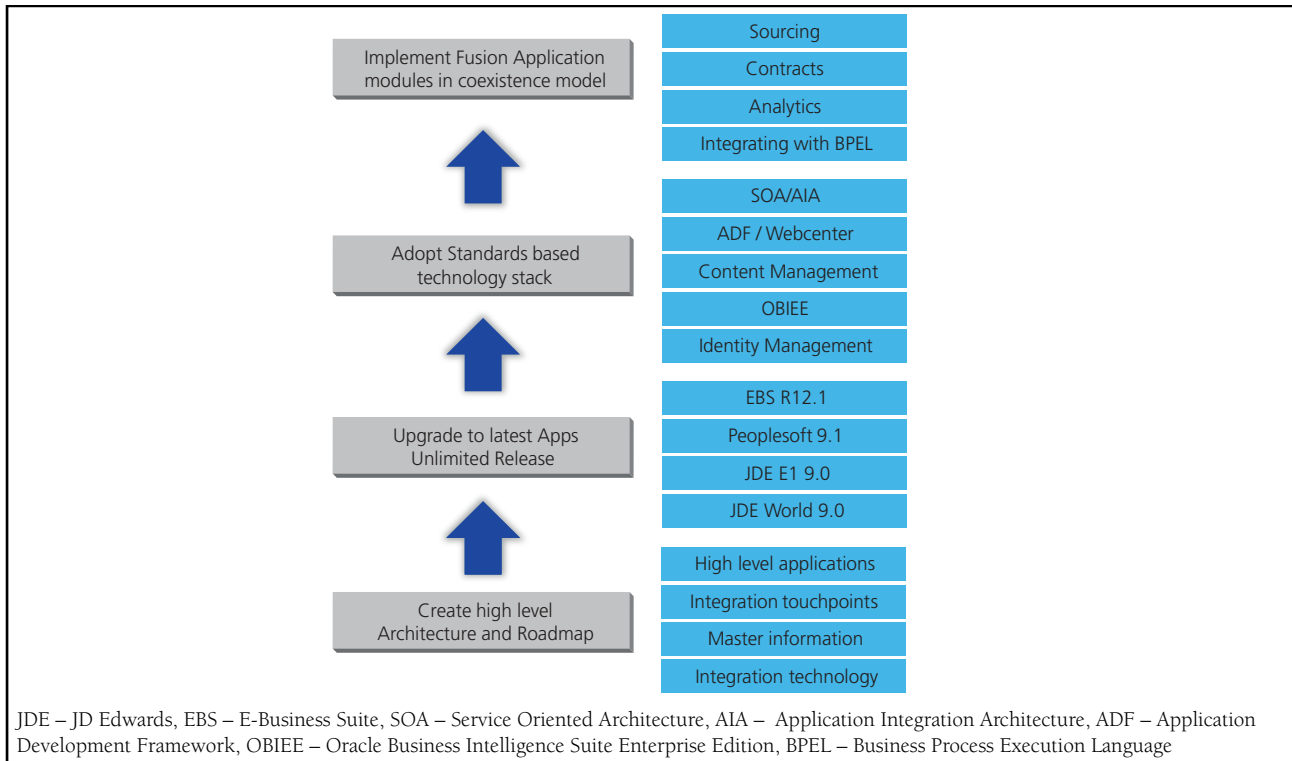 Implement Fusion Application
modules in coexistence model
Sourcing
Contracts
Analytics
Integrating with BPEL
Adopt Standards based
technology stack
SOA/AIA
ADF / Webcenter
Content Management
OBIEE
Identity Management
Upgrade to latest Apps
Unlimited Release
EBS R12.1
Peoplesoft 9.1
JDE E1 9.0
JDE World 9.0
Create high level
Architecture and Roadmap
High level applications
Integration touchpoints
Master information
Integration technology
JDE – JD Edwards, EBS – E-Business Suite, SOA – Service Oriented Architecture, AIA –  Application Integration Architecture, ADF – Application
Development Framework, OBIEE – Oracle Business Intelligence Suite Enterprise Edition, BPEL – Business Process Execution Language